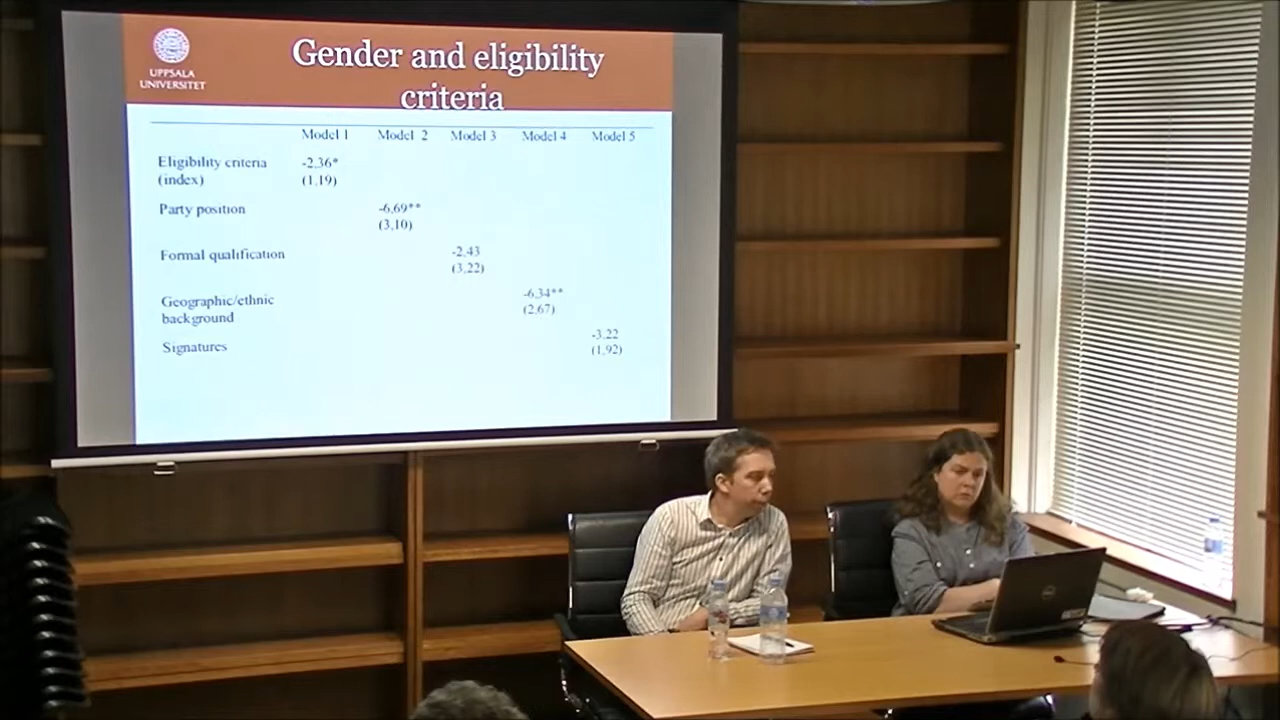 UPPSALA
UNIVERSITET
Gender and eligibility
criteria
Model 1 Model 2 Model 3 Model 4 Model 5
Eligibility criteria -2,36*
(index) (1,19)
Party position -6,69**
(3,10)
Formal qualification -2,43
(3,22)
Geographic/ethnic -6,34**
background (2,67)
Signatures -3,22
(1,92)